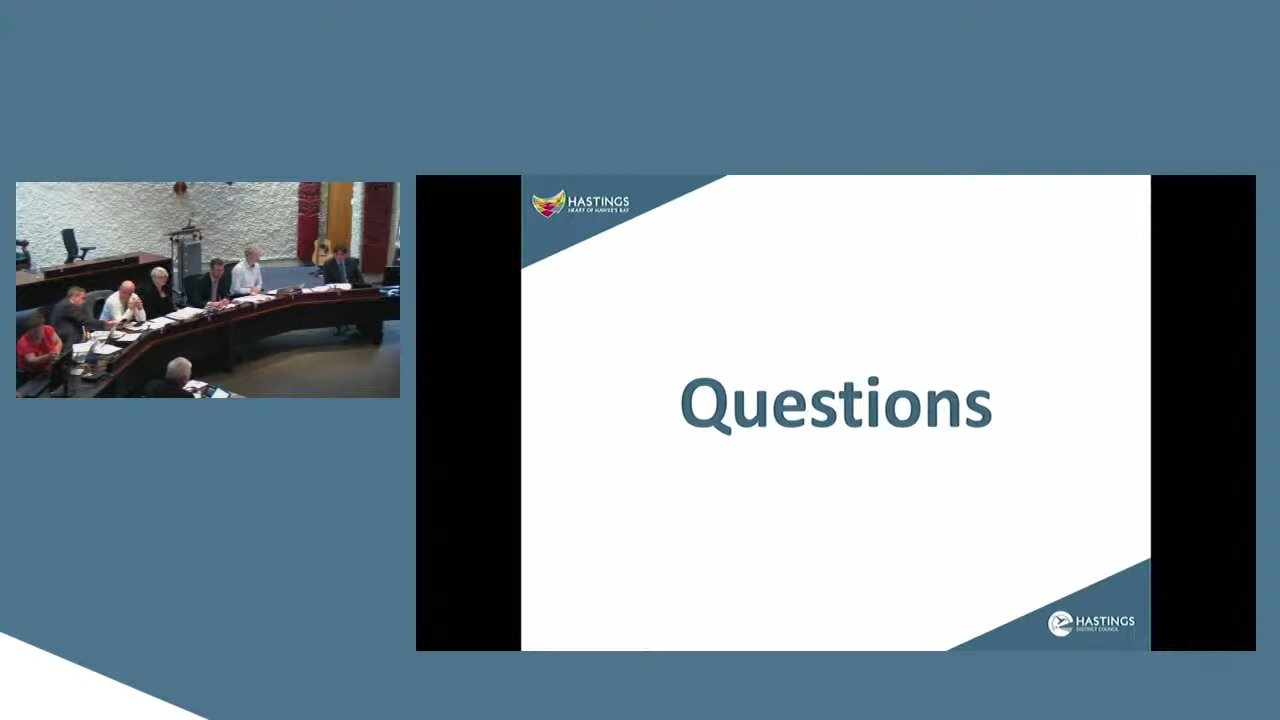 HASTINGS
HEART OF HAWKE'S BAY
Questions
HASTINGS
DISTRICT COUNCIL